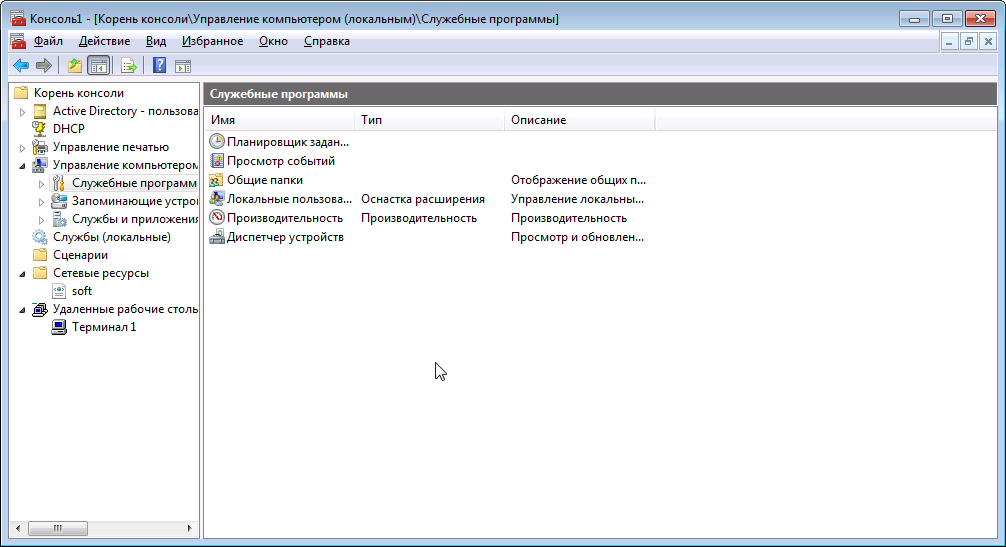 Консоль1 - [Корень консоли\Управление компьютером (локальным)\Служебные программы]
Файл Действие Вид Избранное Окно Справка
Корень консоли
Active Directory - пользова
DHCP
Управление печатью
Управление компьютером
Служебные программ
Запоминающие устрой
Службы и приложения
Службы (локальные)
Сценарии
Сетевые ресурсы
soft
Удаленные рабочие столь
Терминал 1
Служебные программы
Имя Тип Описание
Планировщик задан...
Просмотр событий
Общие папки Отображение общих п...
Локальные пользова... Оснастка расширения Управление локальны...
Производительность Производительность Производительность
Диспетчер устройств Просмотр и обновлен...